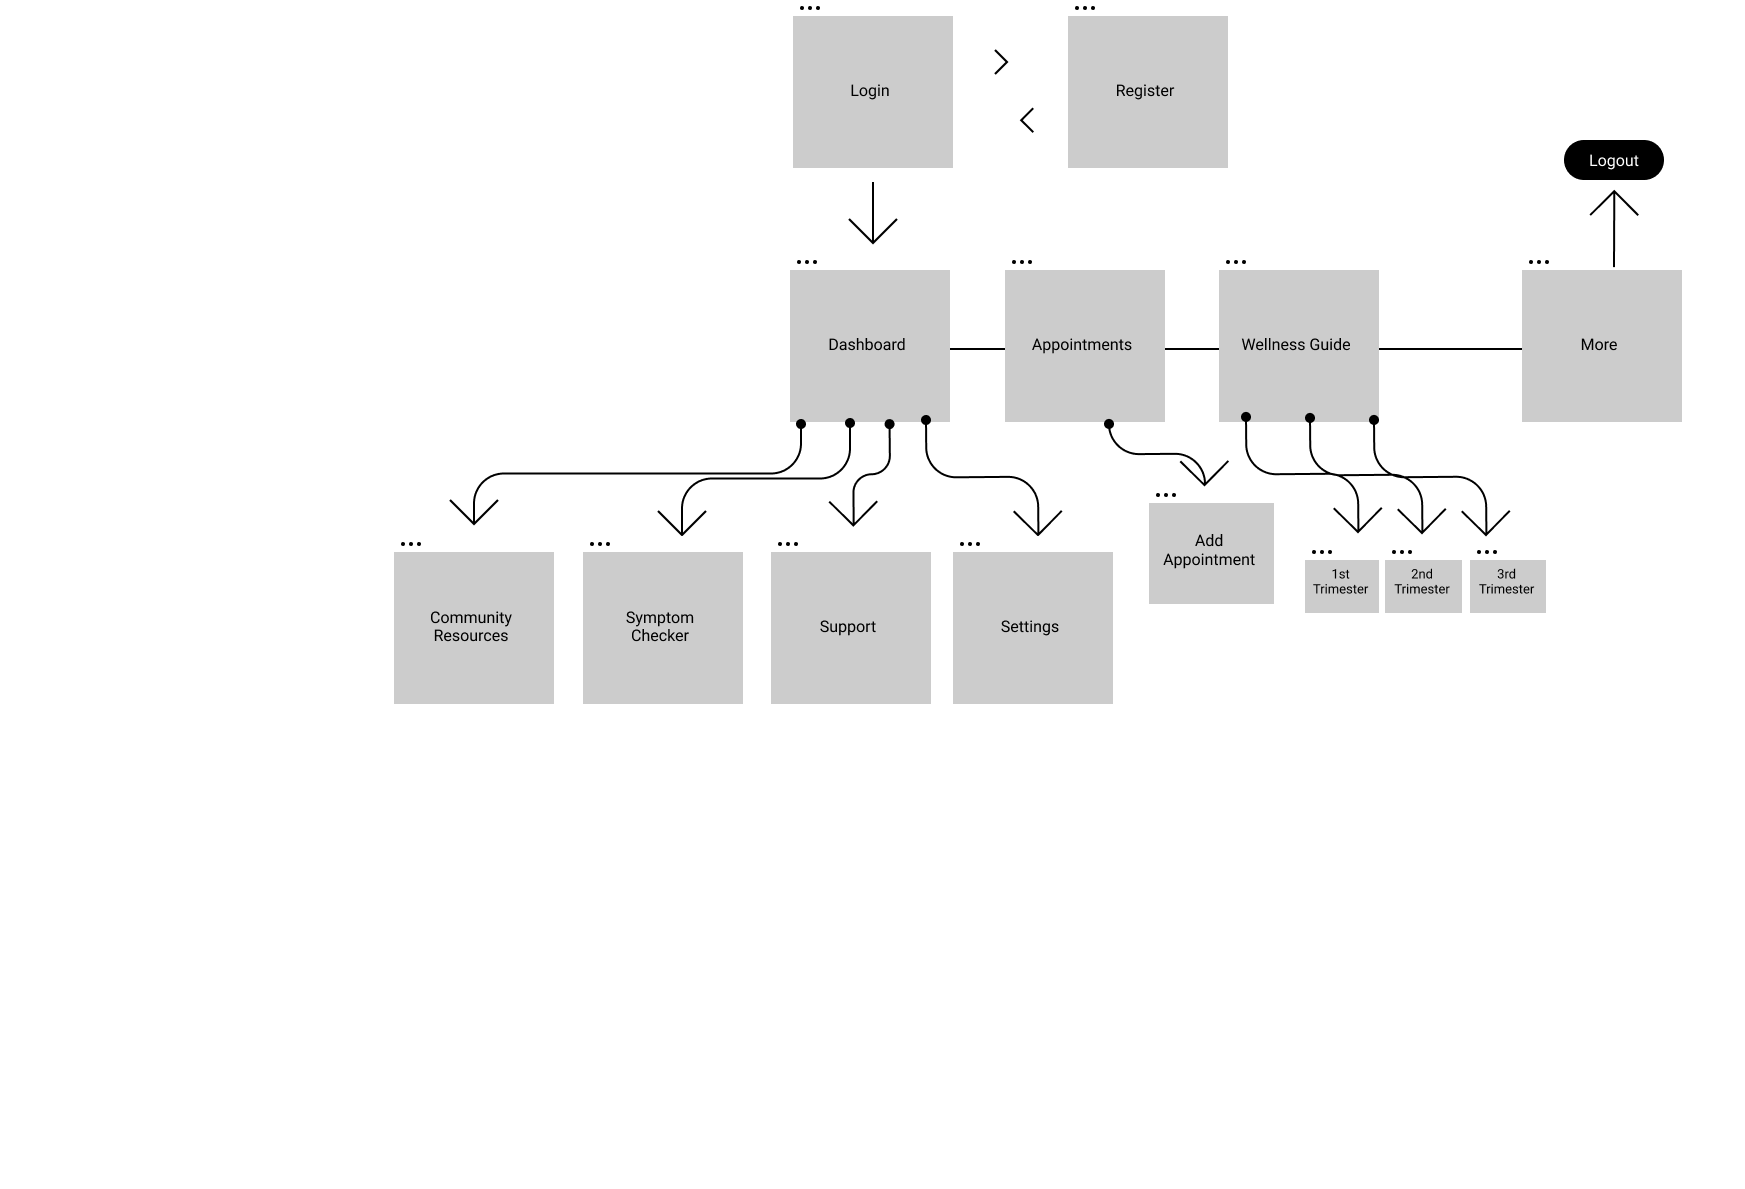 Login
Register
Logout
Dashboard
Appointments
Wellness Guide
More
Add
Appointment
1st
Trimester
2nd
Trimester
3rd
Trimester
Community
Resources
Symptom
Checker
Support
Settings